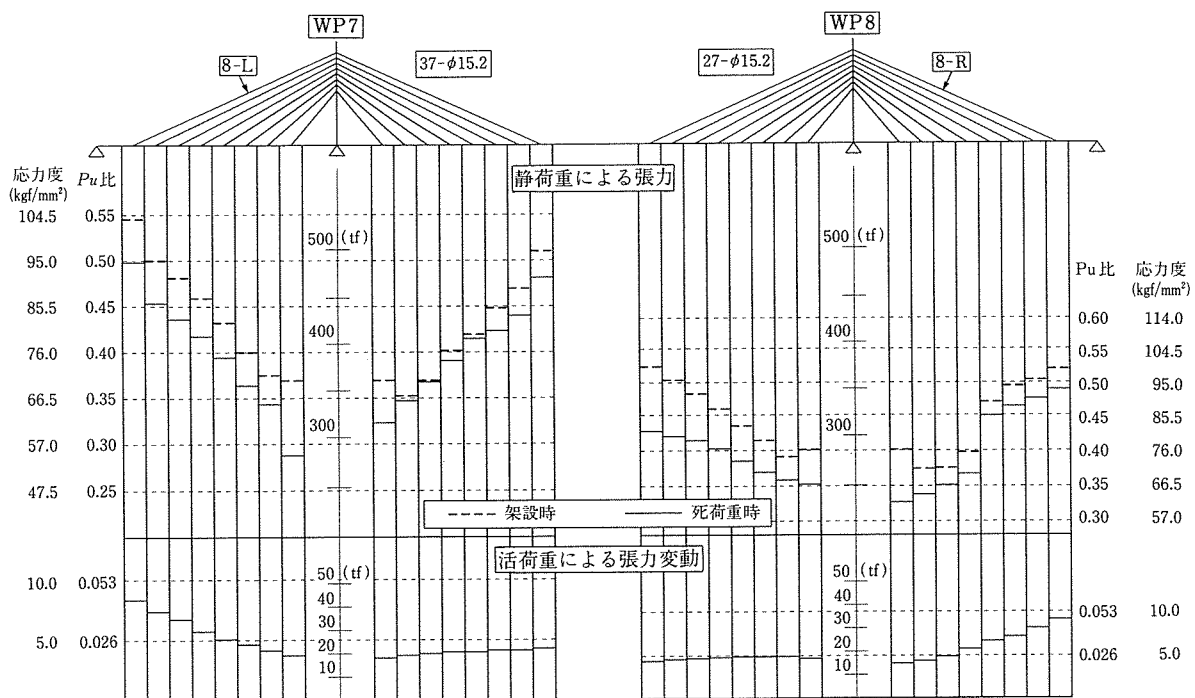 WP7
WP8
8-L
37-φ15.2
27-φ15.2
8-R
静荷重による張力
応力度
(kgf/mm²)
Pu比
104.5 0.55
95.0 0.50
85.5 0.45
76.0 0.40
66.5 0.35
57.0 0.30
47.5 0.25
500 (tf)
400
300
500 (tf)
400
300
Pu比
応力度
(kgf/mm²)
0.60 114.0
0.55 104.5
0.50 95.0
0.45 85.5
0.40 76.0
0.35 66.5
0.30 57.0
架設時
死荷重時
活荷重による張力変動
10.0 0.053
5.0 0.026
50 (tf)
40
30
20
10
50 (tf)
40
30
20
10
0.053 10.0
0.026 5.0